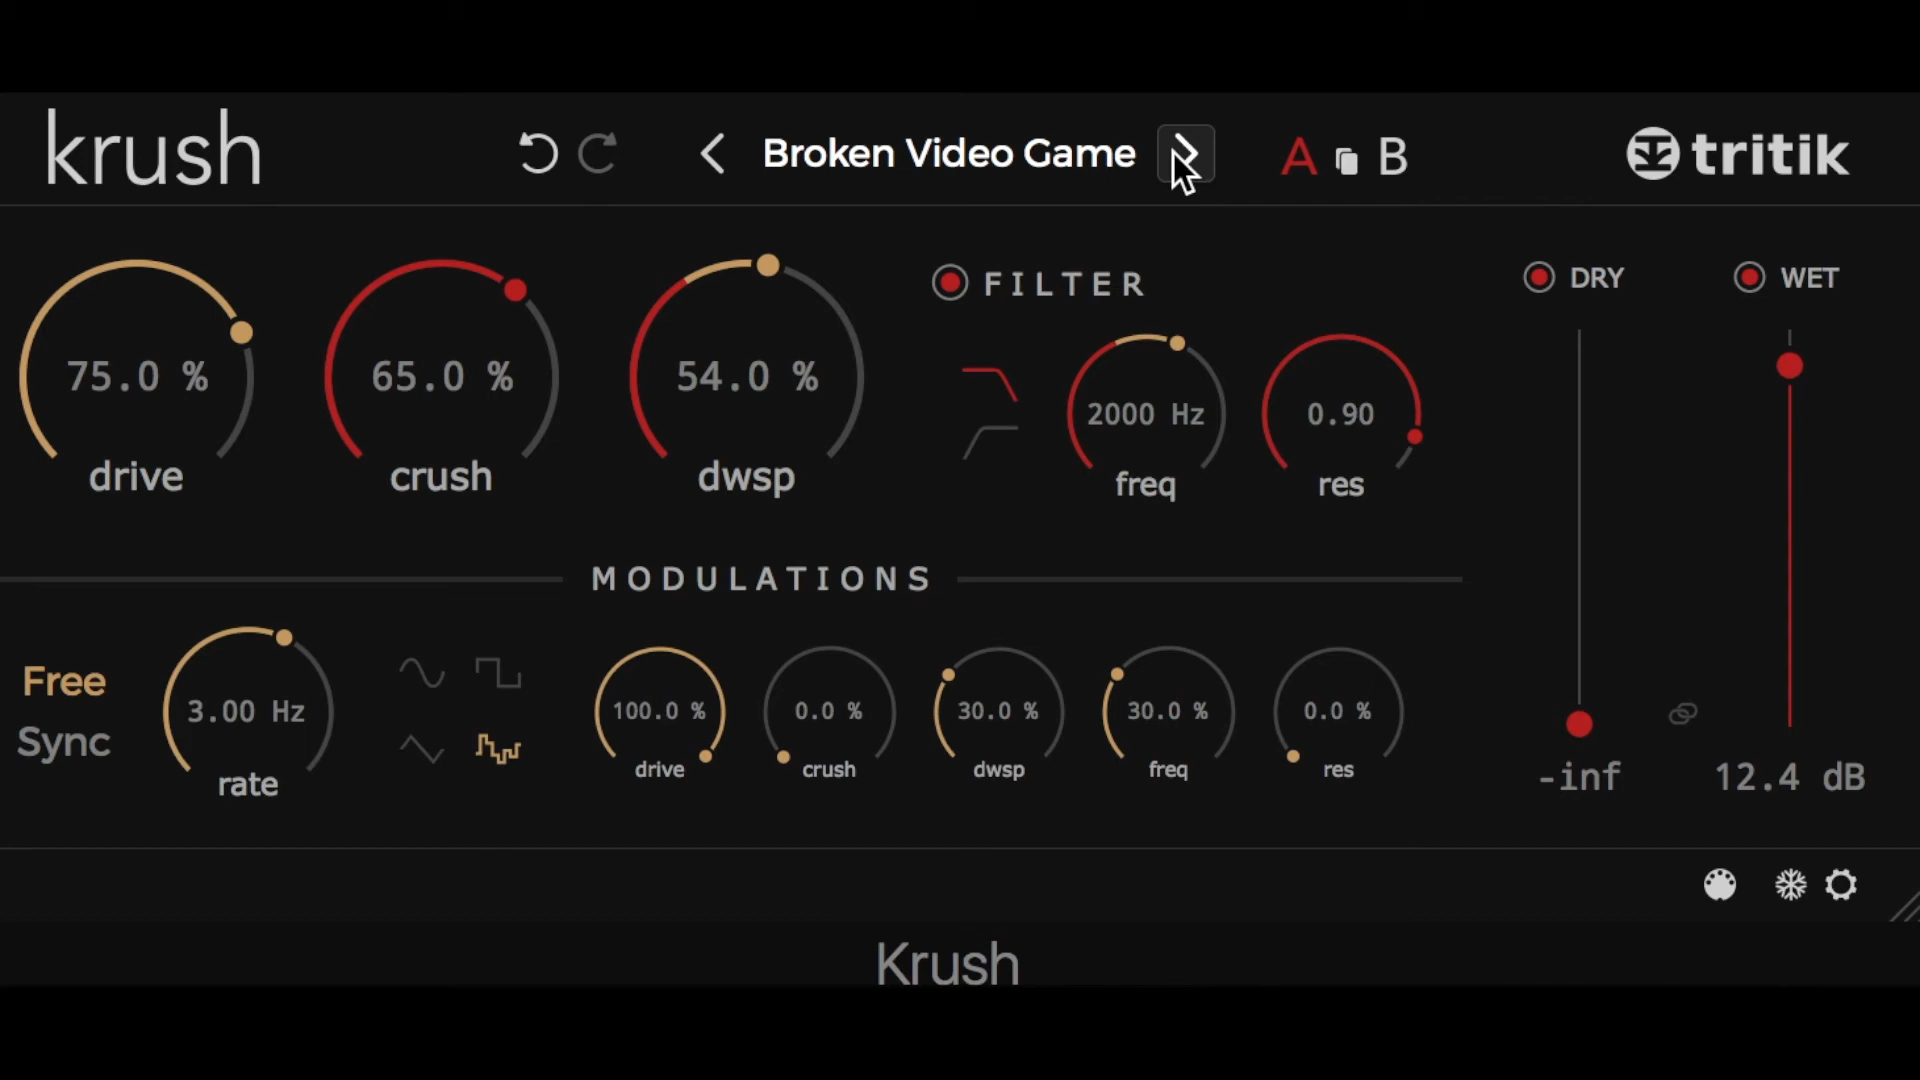 krush
Broken Video Game
A B
tritik
75.0 %
drive
65.0 %
crush
54.0 %
dwsp
FILTER
2000 Hz
freq
0.90
res
DRY
WET
-inf
12.4 dB
MODULATIONS
Free
Sync
3.00 Hz
rate
100.0 %
drive
0.0 %
crush
30.0 %
dwsp
30.0 %
freq
0.0 %
res
Krush